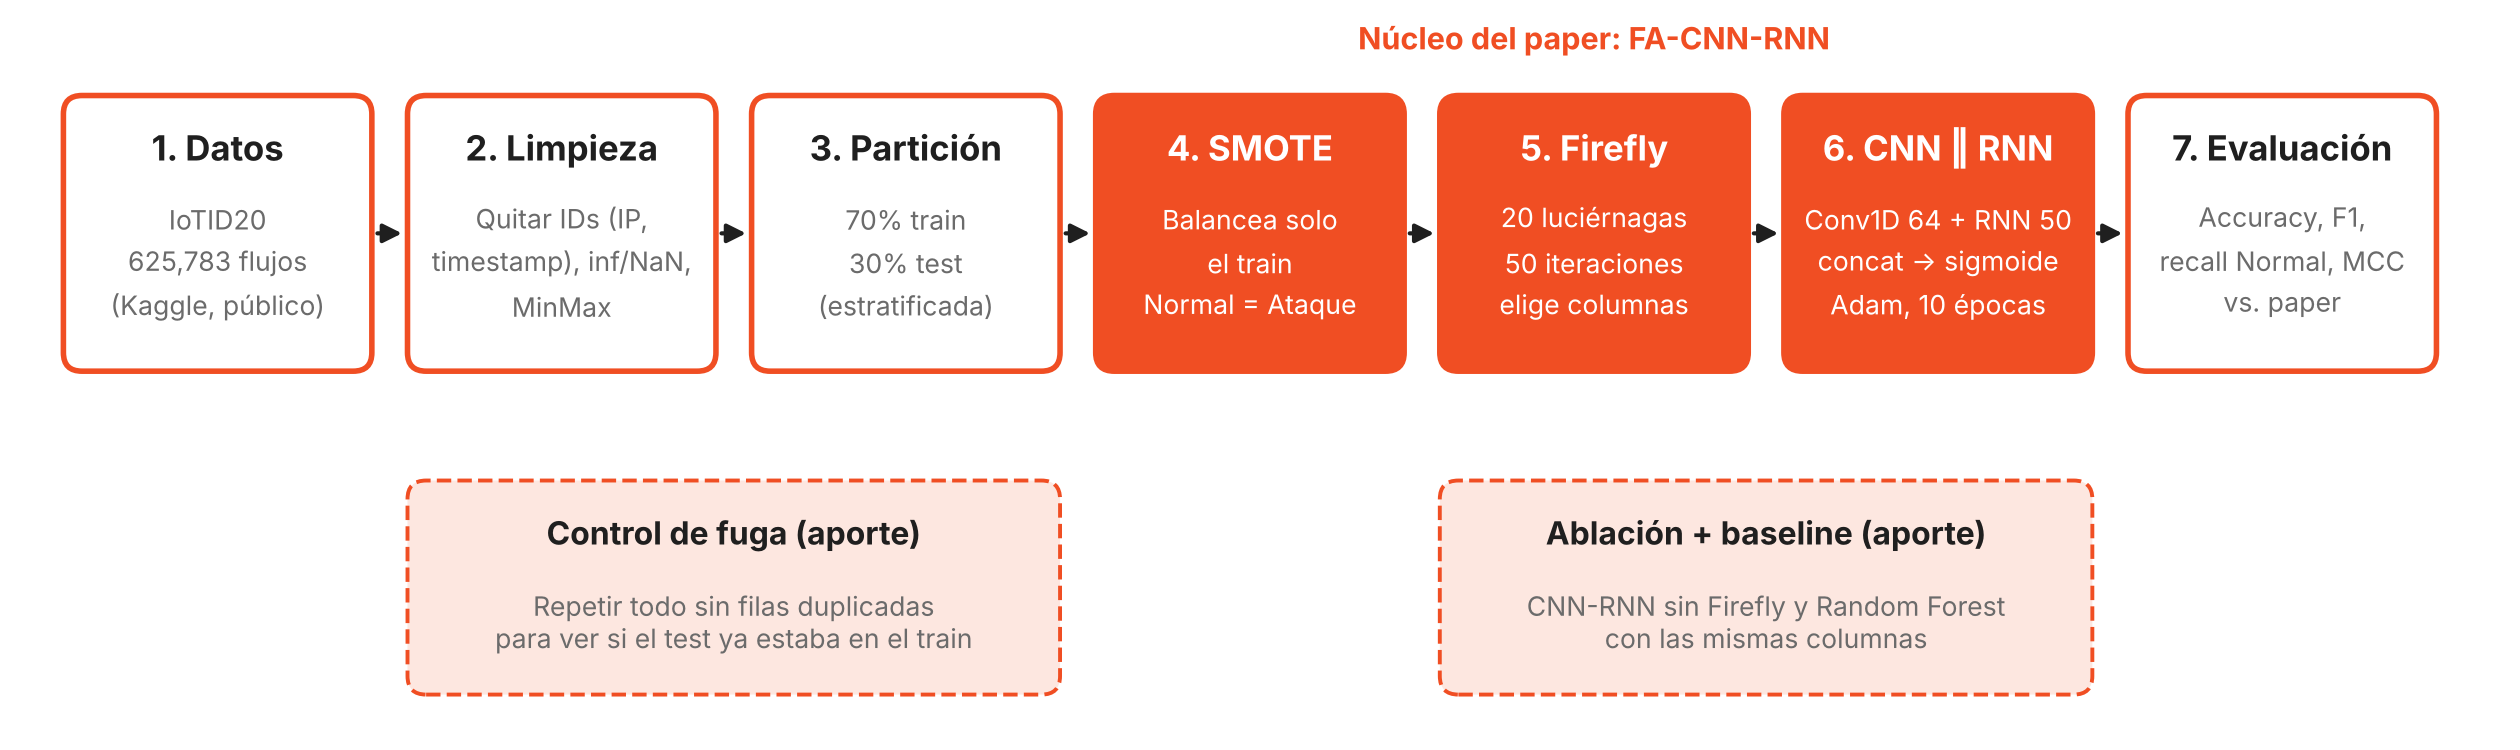 Núcleo del paper: FA-CNN-RNN
1. Datos
IoTID20
625,783 flujos
(Kaggle, público)
2. Limpieza
Quitar ID (IP,
timestamp), inf/NaN,
MinMax
3. Partición
70% train
30% test
(estratificada)
4. SMOTE
Balancea solo
el train
Normal = Ataque
5. Firefly
20 luciérnagas
50 iteraciones
elige columnas
6. CNN ‖ RNN
Conv1D 64 + RNN 50
concat → sigmoide
Adam, 10 épocas
7. Evaluación
Accuracy, F1,
recall Normal, MCC
vs. paper
Control de fuga (aporte)
Repetir todo sin filas duplicadas
para ver si el test ya estaba en el train
Ablación + baseline (aporte)
CNN-RNN sin Firefly y Random Forest
con las mismas columnas